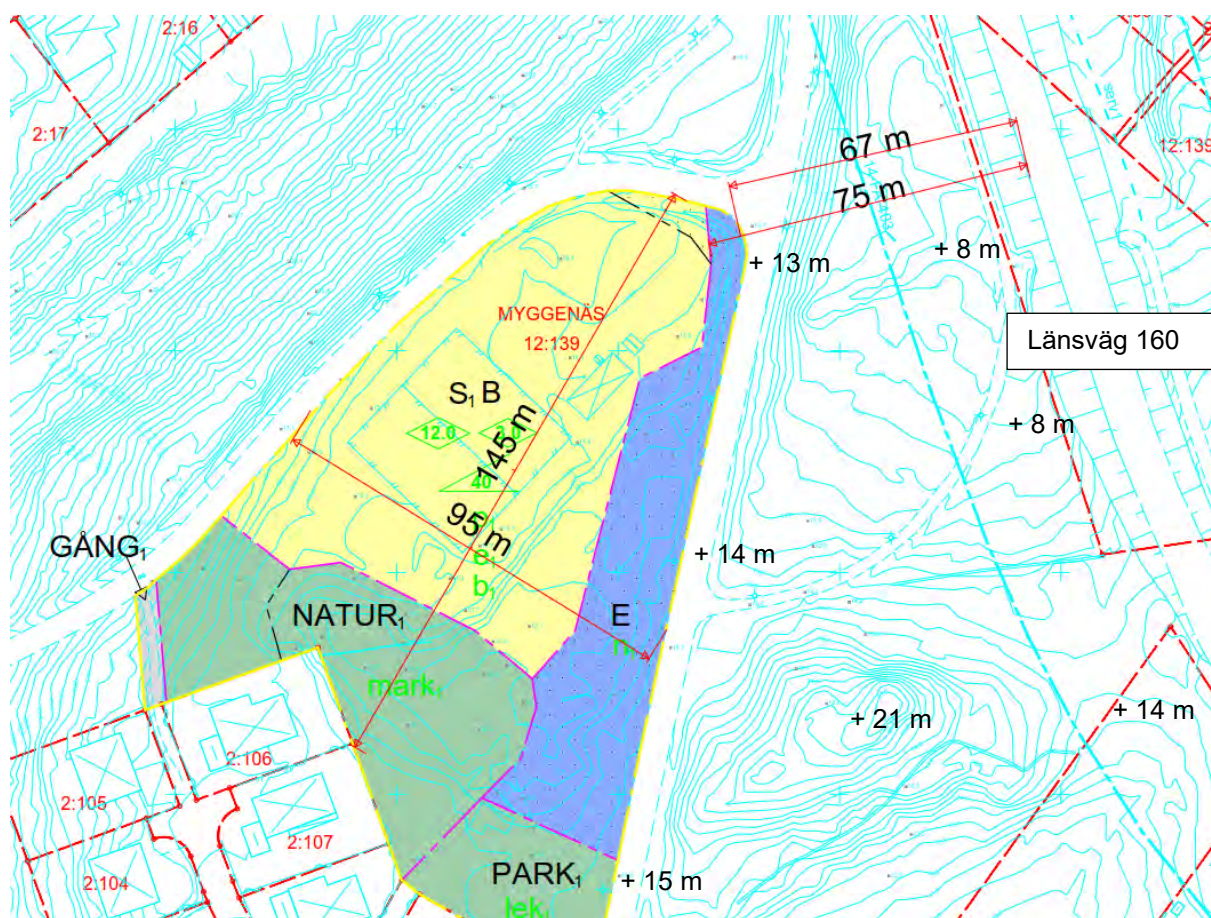 2:16
2:17
67 m
75 m
12:139
+ 8 m
+ 13 m
MYGGENÄS
12:139
Länsväg 160
S₁ B
12.0
145 m
40
+ 8 m
95 m
e₁
b₁
GÅNG₁
+ 14 m
NATUR₁
E
mark₁
+ 21 m
+ 14 m
2:106
2:105
2:107
2:104
PARK₁
+ 15 m
lek₁